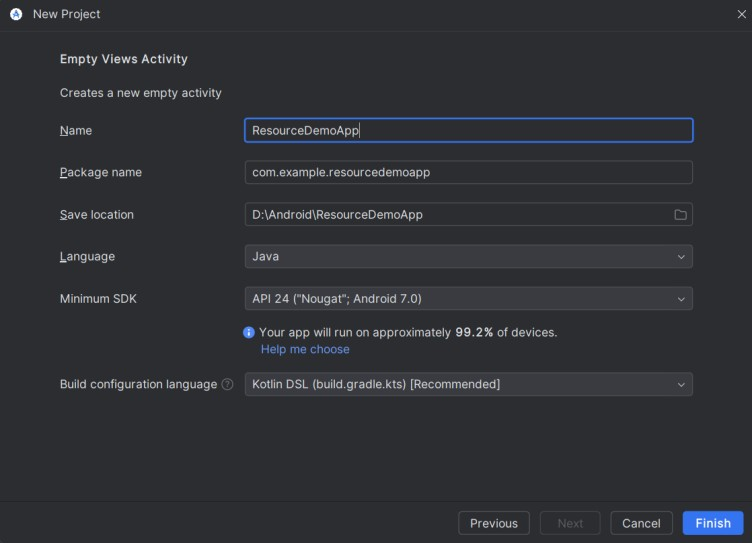 New Project
Empty Views Activity
Creates a new empty activity
Name
ResourceDemoApp
Package name
com.example.resourcedemoapp
Save location
D:\Android\ResourceDemoApp
Language
Java
Minimum SDK
API 24 ("Nougat"; Android 7.0)
Your app will run on approximately 99.2% of devices.
Help me choose
Build configuration language ?
Kotlin DSL (build.gradle.kts) [Recommended]
Previous
Next
Cancel
Finish